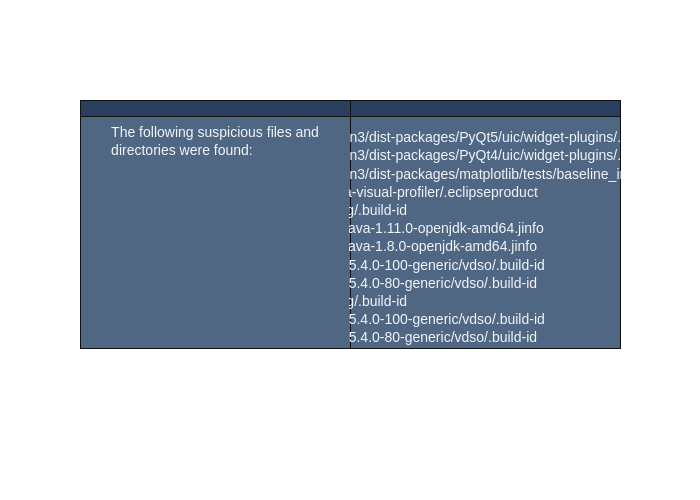 The following suspicious files and
directories were found:
n3/dist-packages/PyQt5/uic/widget-plugins/.
n3/dist-packages/PyQt4/uic/widget-plugins/.
n3/dist-packages/matplotlib/tests/baseline_i
-visual-profiler/.eclipseproduct
g/.build-id
ava-1.11.0-openjdk-amd64.jinfo
ava-1.8.0-openjdk-amd64.jinfo
5.4.0-100-generic/vdso/.build-id
5.4.0-80-generic/vdso/.build-id
g/.build-id
5.4.0-100-generic/vdso/.build-id
5.4.0-80-generic/vdso/.build-id